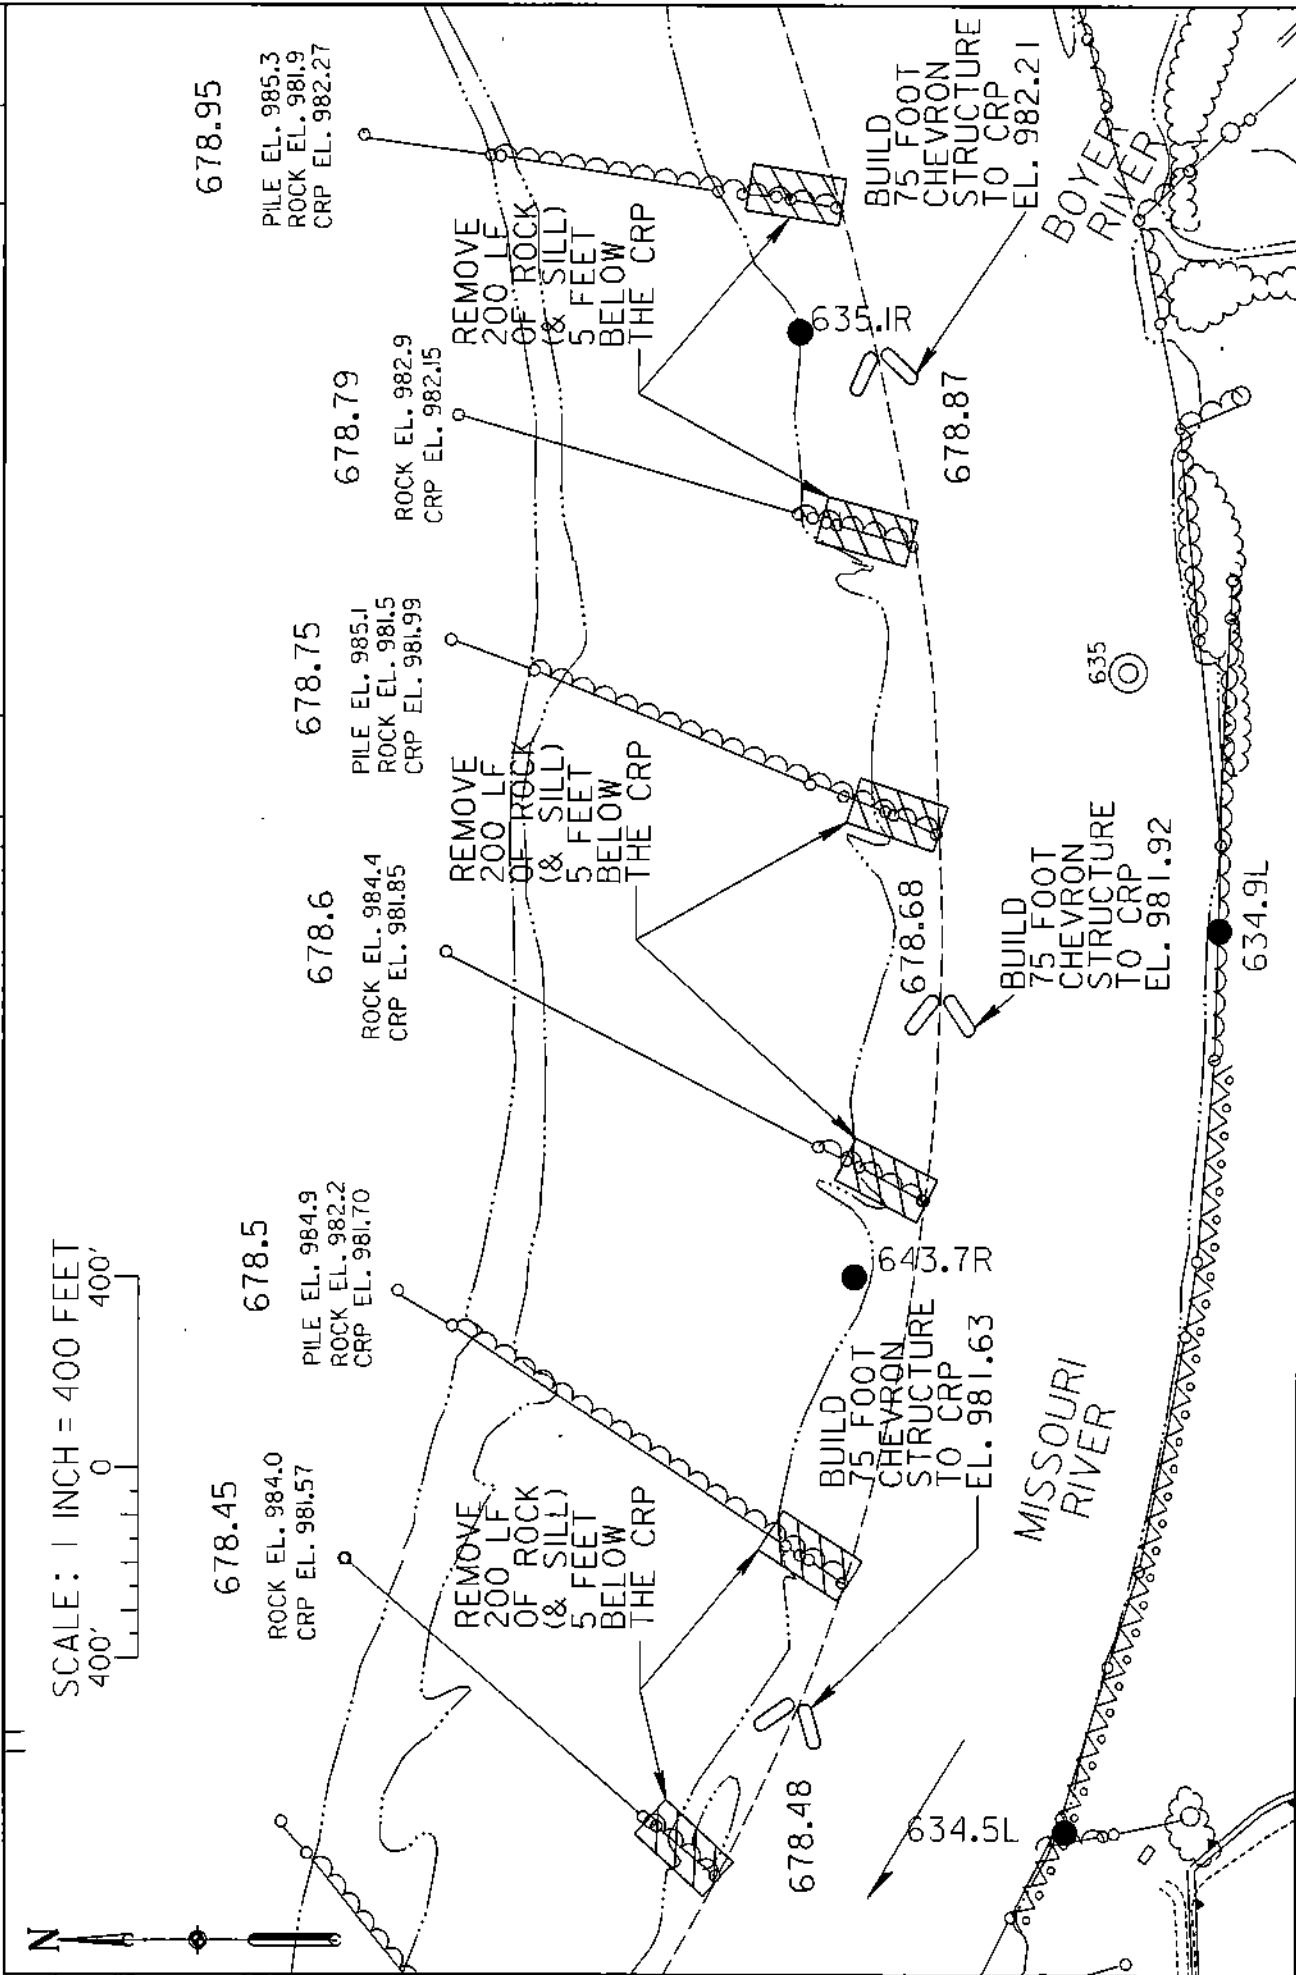 N
SCALE: 1 INCH = 400 FEET
400' 0 400'
678.45
ROCK EL. 984.0
CRP EL. 981.57
678.5
PILE EL. 984.9
ROCK EL. 982.2
CRP EL. 981.70
678.6
ROCK EL. 984.4
CRP EL. 981.85
678.75
PILE EL. 985.1
ROCK EL. 981.5
CRP EL. 981.99
678.79
ROCK EL. 982.9
CRP EL. 982.15
678.95
PILE EL. 985.3
ROCK EL. 981.9
CRP EL. 982.27
REMOVE
200 LF
OF ROCK
(& SILL)
5 FEET
BELOW
THE CRP
REMOVE
200 LF
OF ROCK
(& SILL)
5 FEET
BELOW
THE CRP
REMOVE
200 LF
OF ROCK
(& SILL)
5 FEET
BELOW
THE CRP
678.48
BUILD
75 FOOT
CHEVRON
STRUCTURE
TO CRP
EL. 981.63
643.7R
678.68
BUILD
75 FOOT
CHEVRON
STRUCTURE
TO CRP
EL. 981.92
635.1R
678.87
BUILD
75 FOOT
CHEVRON
STRUCTURE
TO CRP
EL. 982.21
634.5L
MISSOURI
RIVER
635
634.9L
BOYER
RIVER